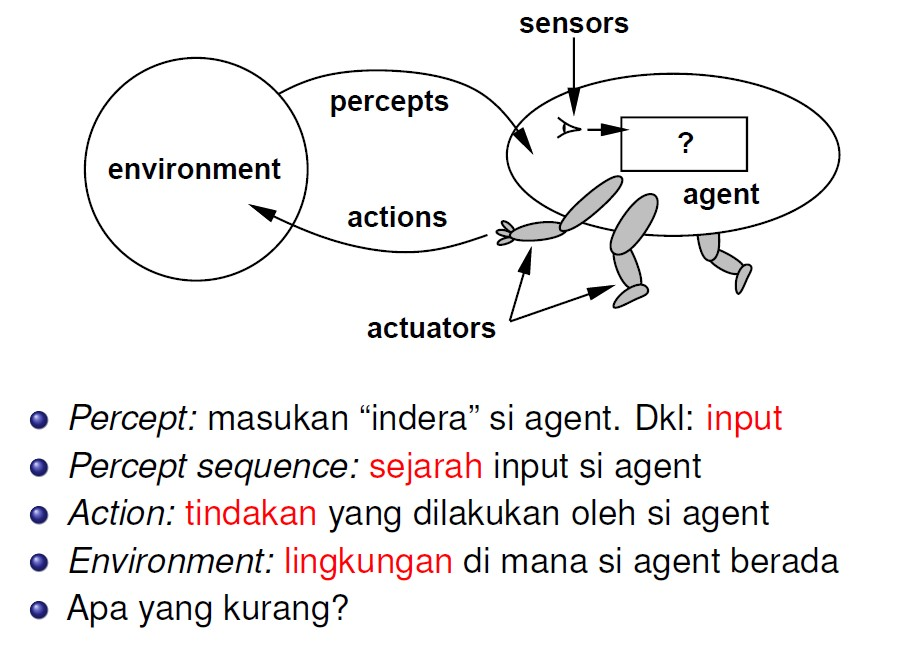 sensors
percepts
environment
?
agent
actions
actuators
Percept: masukan “indera” si agent. Dkl: input
Percept sequence: sejarah input si agent
Action: tindakan yang dilakukan oleh si agent
Environment: lingkungan di mana si agent berada
Apa yang kurang?